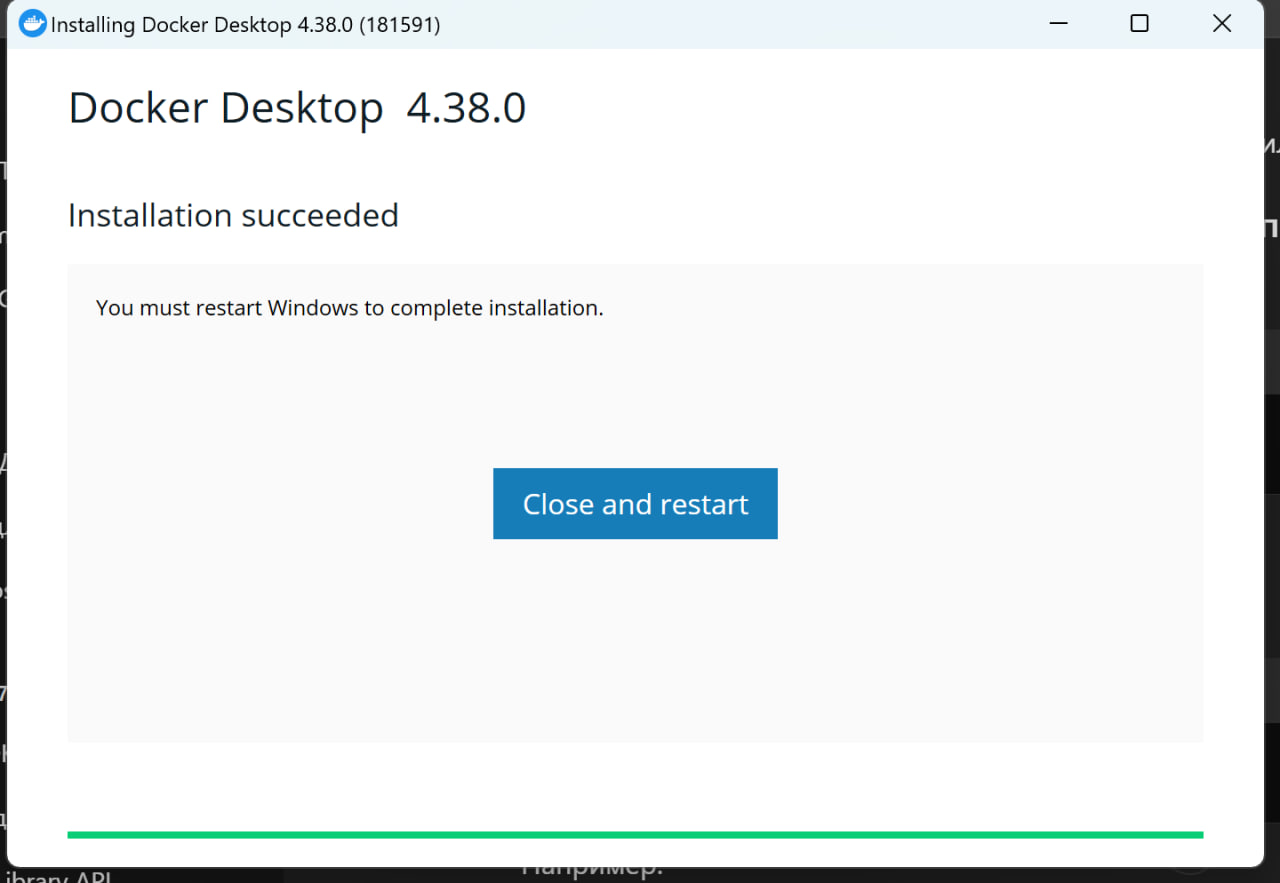 Installing Docker Desktop 4.38.0 (181591)
Docker Desktop 4.38.0
Installation succeeded
You must restart Windows to complete installation.
Close and restart
Например:
ibrary API